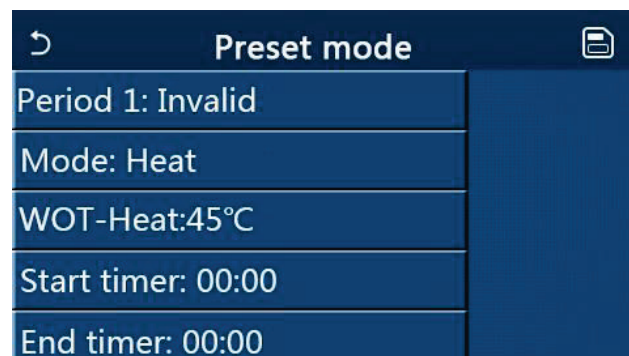 Preset mode
Period 1: Invalid
Mode: Heat
WOT-Heat:45℃
Start timer: 00:00
End timer: 00:00